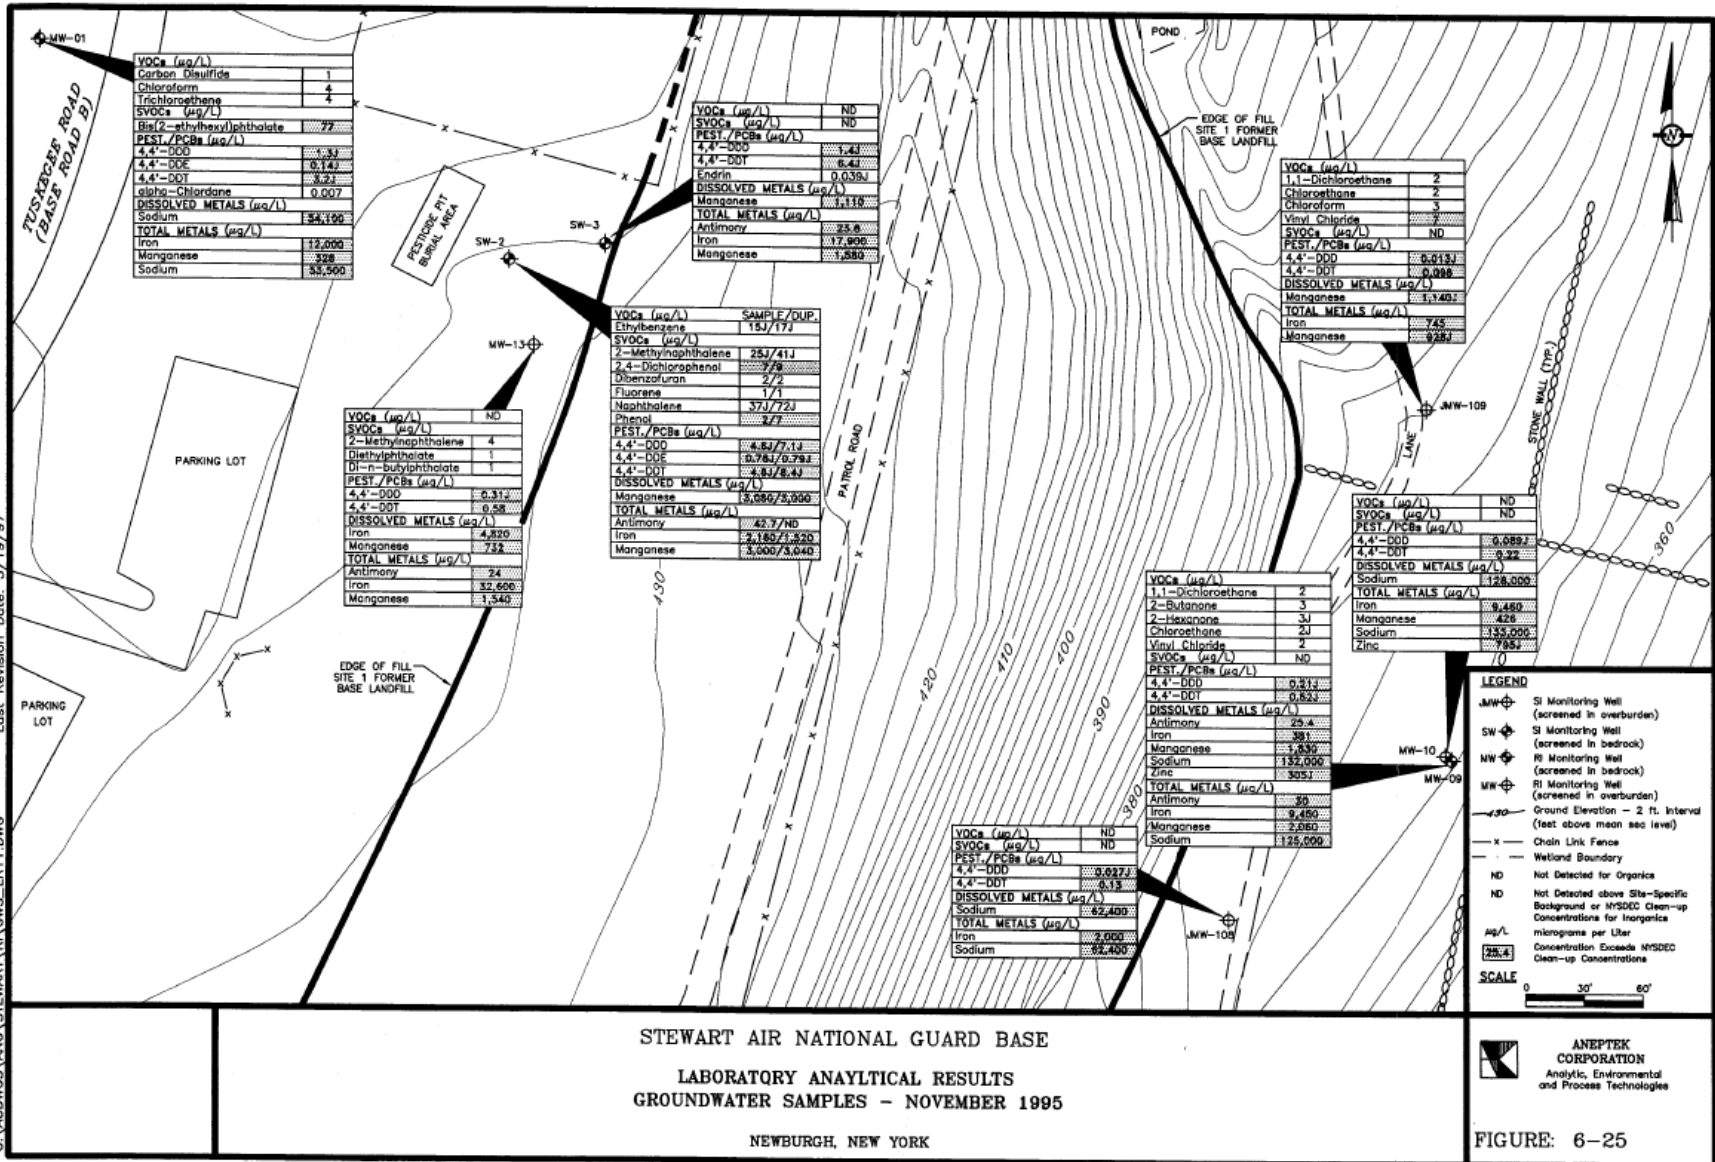 MW-01
TUSKEGEE ROAD
(BASE ROAD B)
VOCs (µg/L)
Carbon Disulfide 1
Chloroform 4
Trichloroethene 4
SVOCs (µg/L)
Bis(2-ethylhexyl)phthalate 77
PEST./PCBs (µg/L)
4,4'-DDD 1.3J
4,4'-DDE 0.14J
4,4'-DDT 3.2J
alpha-Chlordane 0.007
DISSOLVED METALS (µg/L)
Sodium 54,100
TOTAL METALS (µg/L)
Iron 12,000
Manganese 328
Sodium 53,500
PESTICIDE PIT
BURIAL AREA
SW-2
SW-3
MW-13
VOCs (µg/L) ND
SVOCs (µg/L) ND
PEST./PCBs (µg/L)
4,4'-DDD 1.4J
4,4'-DDT 6.4J
Endrin 0.039J
DISSOLVED METALS (µg/L)
Manganese 1,110
TOTAL METALS (µg/L)
Antimony 23.6
Iron 17,900
Manganese 1,580
VOCs (µg/L) SAMPLE/DUP.
Ethylbenzene 15J/17J
SVOCs (µg/L)
2-Methylnaphthalene 25J/41J
2,4-Dichlorophenol 7/9
Dibenzofuran 2/2
Fluorene 1/1
Naphthalene 37J/72J
Phenol 2/7
PEST./PCBs (µg/L)
4,4'-DDD 4.6J/7.1J
4,4'-DDE 0.76J/0.79J
4,4'-DDT 4.8J/8.4J
DISSOLVED METALS (µg/L)
Manganese 3,080/3,000
TOTAL METALS (µg/L)
Antimony 42.7/ND
Iron 2,160/1,520
Manganese 3,000/3,040
VOCs (µg/L) ND
SVOCs (µg/L)
2-Methylnaphthalene 4
Diethylphthalate 1
Di-n-butylphthalate 1
PEST./PCBs (µg/L)
4,4'-DDD 0.31J
4,4'-DDT 0.58
DISSOLVED METALS (µg/L)
Iron 4,820
Manganese 732
TOTAL METALS (µg/L)
Antimony 24
Iron 32,600
Manganese 1,540
PARKING LOT
PARKING
LOT
EDGE OF FILL
SITE 1 FORMER
BASE LANDFILL
PATROL ROAD
430
420
410
400
390
380
360
POND
EDGE OF FILL
SITE 1 FORMER
BASE LANDFILL
N
VOCs (µg/L)
1,1-Dichloroethane 2
Chloroethane 2
Chloroform 3
Vinyl Chloride 7
SVOCs (µg/L) ND
PEST./PCBs (µg/L)
4,4'-DDD 0.013J
4,4'-DDT 0.098
DISSOLVED METALS (µg/L)
Manganese 1,140J
TOTAL METALS (µg/L)
Iron 745
Manganese 928J
JMW-109
LANE
STONE WALL (TYP.)
VOCs (µg/L) ND
SVOCs (µg/L) ND
PEST./PCBs (µg/L)
4,4'-DDD 0.089J
4,4'-DDT 0.22
DISSOLVED METALS (µg/L)
Sodium 128,000
TOTAL METALS (µg/L)
Iron 9,460
Manganese 426
Sodium 133,000
Zinc 795J
VOCs (µg/L)
1,1-Dichloroethane 2
2-Butanone 3
2-Hexanone 3J
Chloroethane 2J
Vinyl Chloride 2
SVOCs (µg/L) ND
PEST./PCBs (µg/L)
4,4'-DDD 0.21J
4,4'-DDT 0.52J
DISSOLVED METALS (µg/L)
Antimony 25.4
Iron 381
Manganese 1,830
Sodium 132,000
Zinc 305J
TOTAL METALS (µg/L)
Antimony 30
Iron 9,450
Manganese 2,060
Sodium 125,000
MW-10
MW-09
VOCs (µg/L) ND
SVOCs (µg/L) ND
PEST./PCBs (µg/L)
4,4'-DDD 0.027J
4,4'-DDT 0.13
DISSOLVED METALS (µg/L)
Sodium 62,400
TOTAL METALS (µg/L)
Iron 2,000
Sodium 62,400
JMW-108
LEGEND
JMW SI Monitoring Well
(screened in overburden)
SW SI Monitoring Well
(screened in bedrock)
MW RI Monitoring Well
(screened in bedrock)
MW RI Monitoring Well
(screened in overburden)
430 Ground Elevation - 2 ft. Interval
(feet above mean sea level)
x Chain Link Fence
Wetland Boundary
ND Not Detected for Organics
ND Not Detected above Site-Specific
Background or NYSDEC Clean-up
Concentrations for Inorganics
µg/L micrograms per Liter
25.4 Concentration Exceeds NYSDEC
Clean-up Concentrations
SCALE
0 30' 60'
STEWART AIR NATIONAL GUARD BASE
LABORATORY ANAYLTICAL RESULTS
GROUNDWATER SAMPLES - NOVEMBER 1995
NEWBURGH, NEW YORK
ANEPTEK
CORPORATION
Analytic, Environmental
and Process Technologies
FIGURE: 6-25